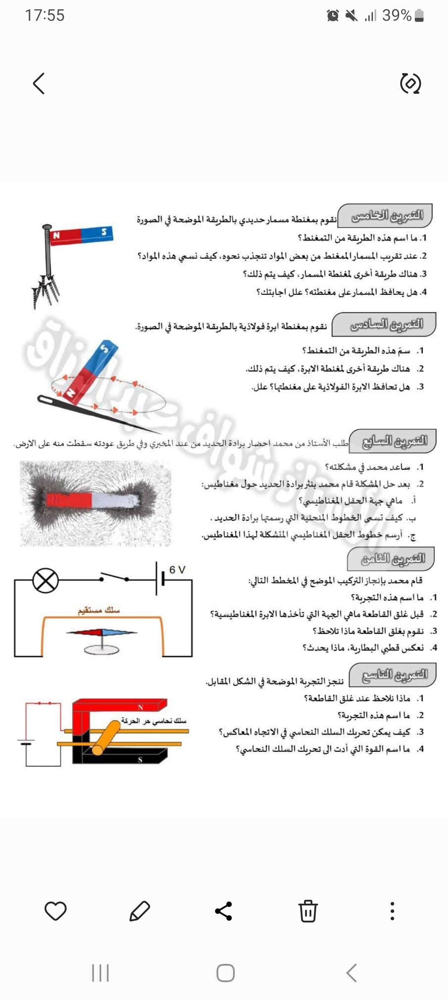 17:55
39%
التمرين الخامس
نقوم بمغنطة مسمار حديدي بالطريقة الموضحة في الصورة
1. ما اسم هذه الطريقة من التمغنط؟
2. عند تقريب المسمار الممغنط من بعض المواد تنجذب نحوه، كيف نسمي هذه المواد؟
3. هناك طريقة أخرى لمغنطة المسمار، كيف يتم ذلك؟
4. هل يحافظ المسمار على مغنطته؟ علل اجابتك؟
N S
التمرين السادس
نقوم بمغنطة ابرة فولاذية بالطريقة الموضحة في الصورة.
1. سمّ هذه الطريقة من التمغنط؟
2. هناك طريقة أخرى لمغنطة الابرة، كيف يتم ذلك.
3. هل تحافظ الابرة الفولاذية على مغنطتها؟ علل.
S
N
التمرين السابع
طلب الأستاذ من محمد احضار برادة الحديد من عند المخبري وفي طريق عودته سقطت منه على الارض.
1. ساعد محمد في مشكلته؟
2. بعد حل المشكلة قام محمد بنثر برادة الحديد حول مغناطيس:
أ. ماهي جهة الحقل المغناطيسي؟
ب. كيف تسمى الخطوط المنحنية التي رسمتها برادة الحديد .
ج. أرسم خطوط الحقل المغناطيسي المتشكلة لهذا المغناطيس.
N S
الأستاذ شواف عبد الرزاق
التمرين الثامن
قام محمد بإنجاز التركيب الموضح في المخطط التالي:
1. ما اسم هذه التجربة؟
2. قبل غلق القاطعة ماهي الجهة التي تأخذها الابرة المغناطيسية؟
3. نقوم بغلق القاطعة ماذا تلاحظ؟
4. نعكس قطبي البطارية، ماذا يحدث؟
6 V
سلك مستقيم
التمرين التاسع
ننجز التجربة الموضحة في الشكل المقابل.
1. ماذا نلاحظ عند غلق القاطعة؟
2. ما اسم هذه التجربة؟
3. كيف يمكن تحريك السلك النحاسي في الاتجاه المعاكس؟
4. ما اسم القوة التي أدت الى تحريك السلك النحاسي؟
N
سلك نحاسي حر الحركة
S